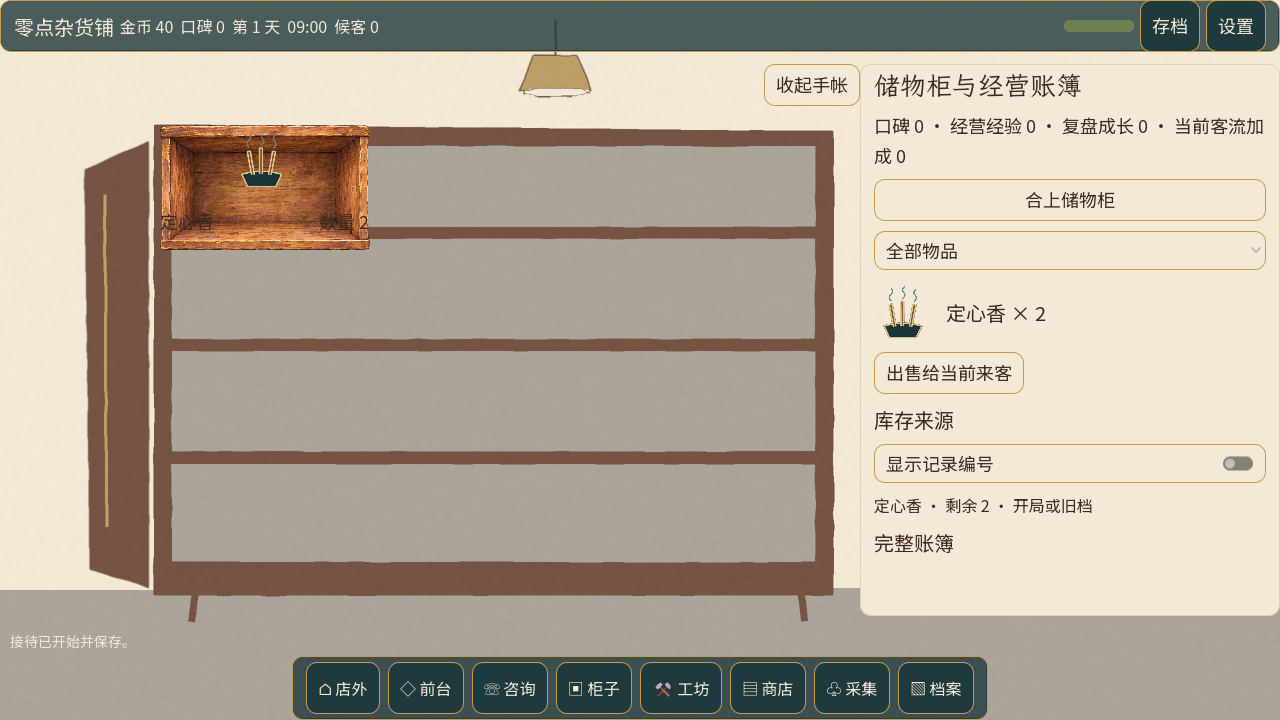 零点杂货铺 金币 40 口碑 0 第 1 天 09:00 候客 0
存档
设置
收起手帐
储物柜与经营账簿
口碑 0 · 经营经验 0 · 复盘成长 0 · 当前客流加
成 0
合上储物柜
全部物品
定心香 × 2
出售给当前来客
库存来源
显示记录编号
定心香 · 剩余 2 · 开局或旧档
完整账簿
定心香 数量 2
接待已开始并保存。
店外
前台
咨询
柜子
工坊
商店
采集
档案